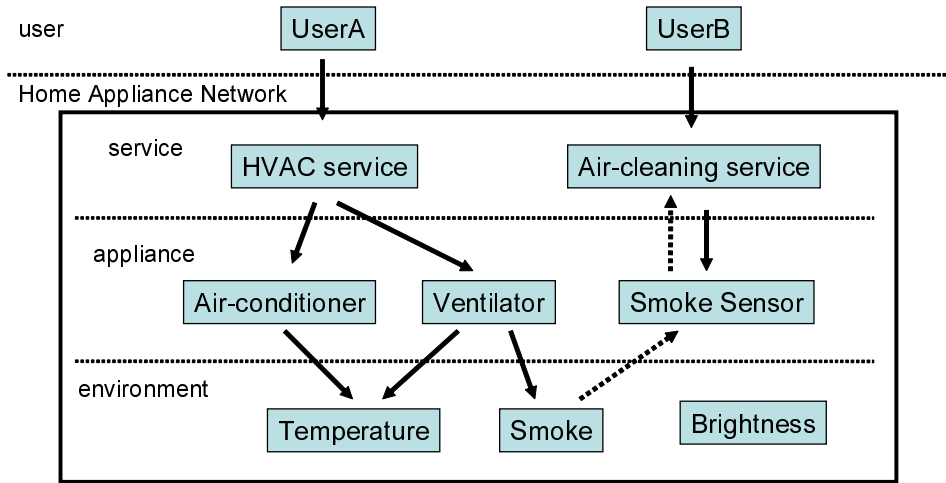 user
UserA
UserB
Home Appliance Network
service
HVAC service
Air-cleaning service
appliance
Air-conditioner
Ventilator
Smoke Sensor
environment
Temperature
Smoke
Brightness